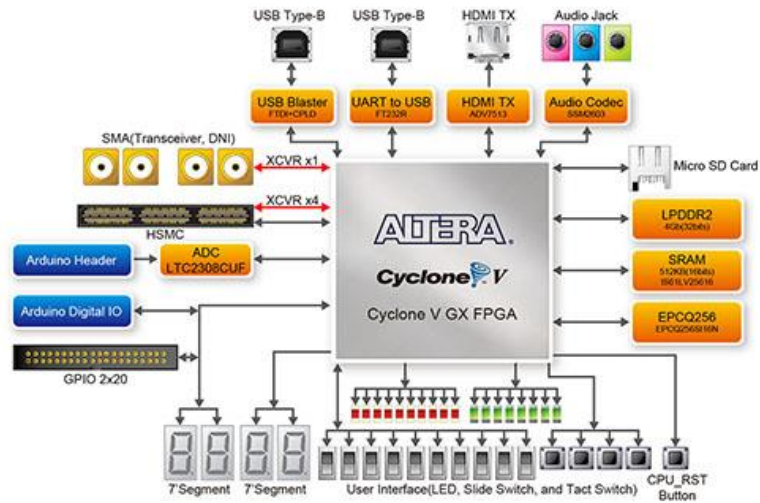 USB Type-B
USB Type-B
HDMI TX
Audio Jack
USB Blaster
FTDI+CPLD
UART to USB
FT232R
HDMI TX
ADV7513
Audio Codec
SSM2603
SMA(Transceiver, DNI)
XCVR x1
Micro SD Card
XCVR x4
HSMC
LPDDR2
4Gb(32bits)
ALTERA.
Arduino Header
ADC
LTC2308CUF
Cyclone V
SRAM
512KB(16bits)
IS61LV25616
Arduino Digital IO
Cyclone V GX FPGA
EPCQ256
EPCQ256SI16N
GPIO 2x20
7'Segment
7'Segment
User Interface(LED, Slide Switch, and Tact Switch)
CPU_RST
Button